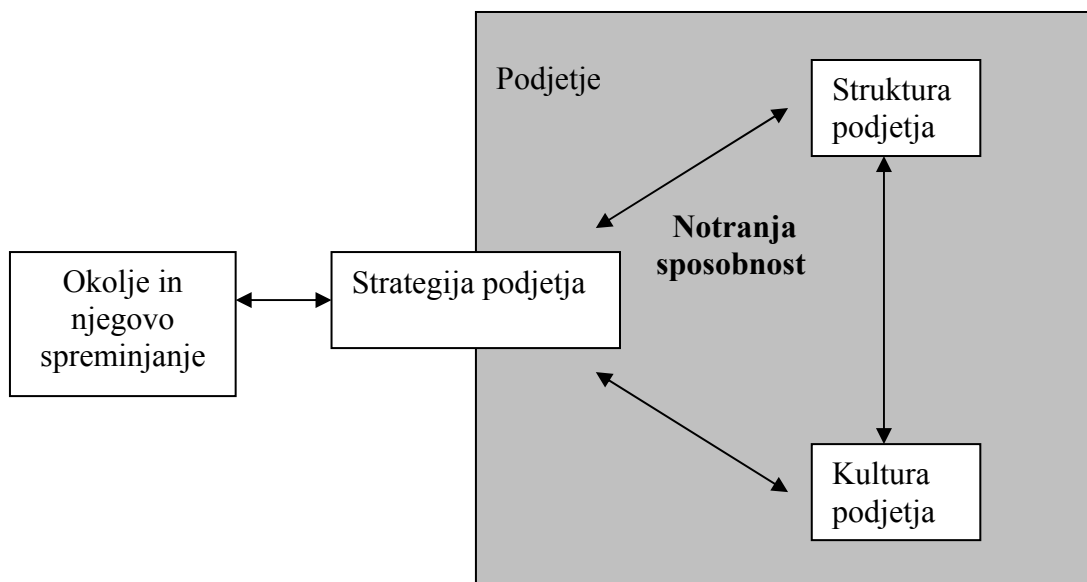 Podjetje
Struktura
podjetja
Notranja
sposobnost
Okolje in
njegovo
spreminjanje
Strategija podjetja
Kultura
podjetja